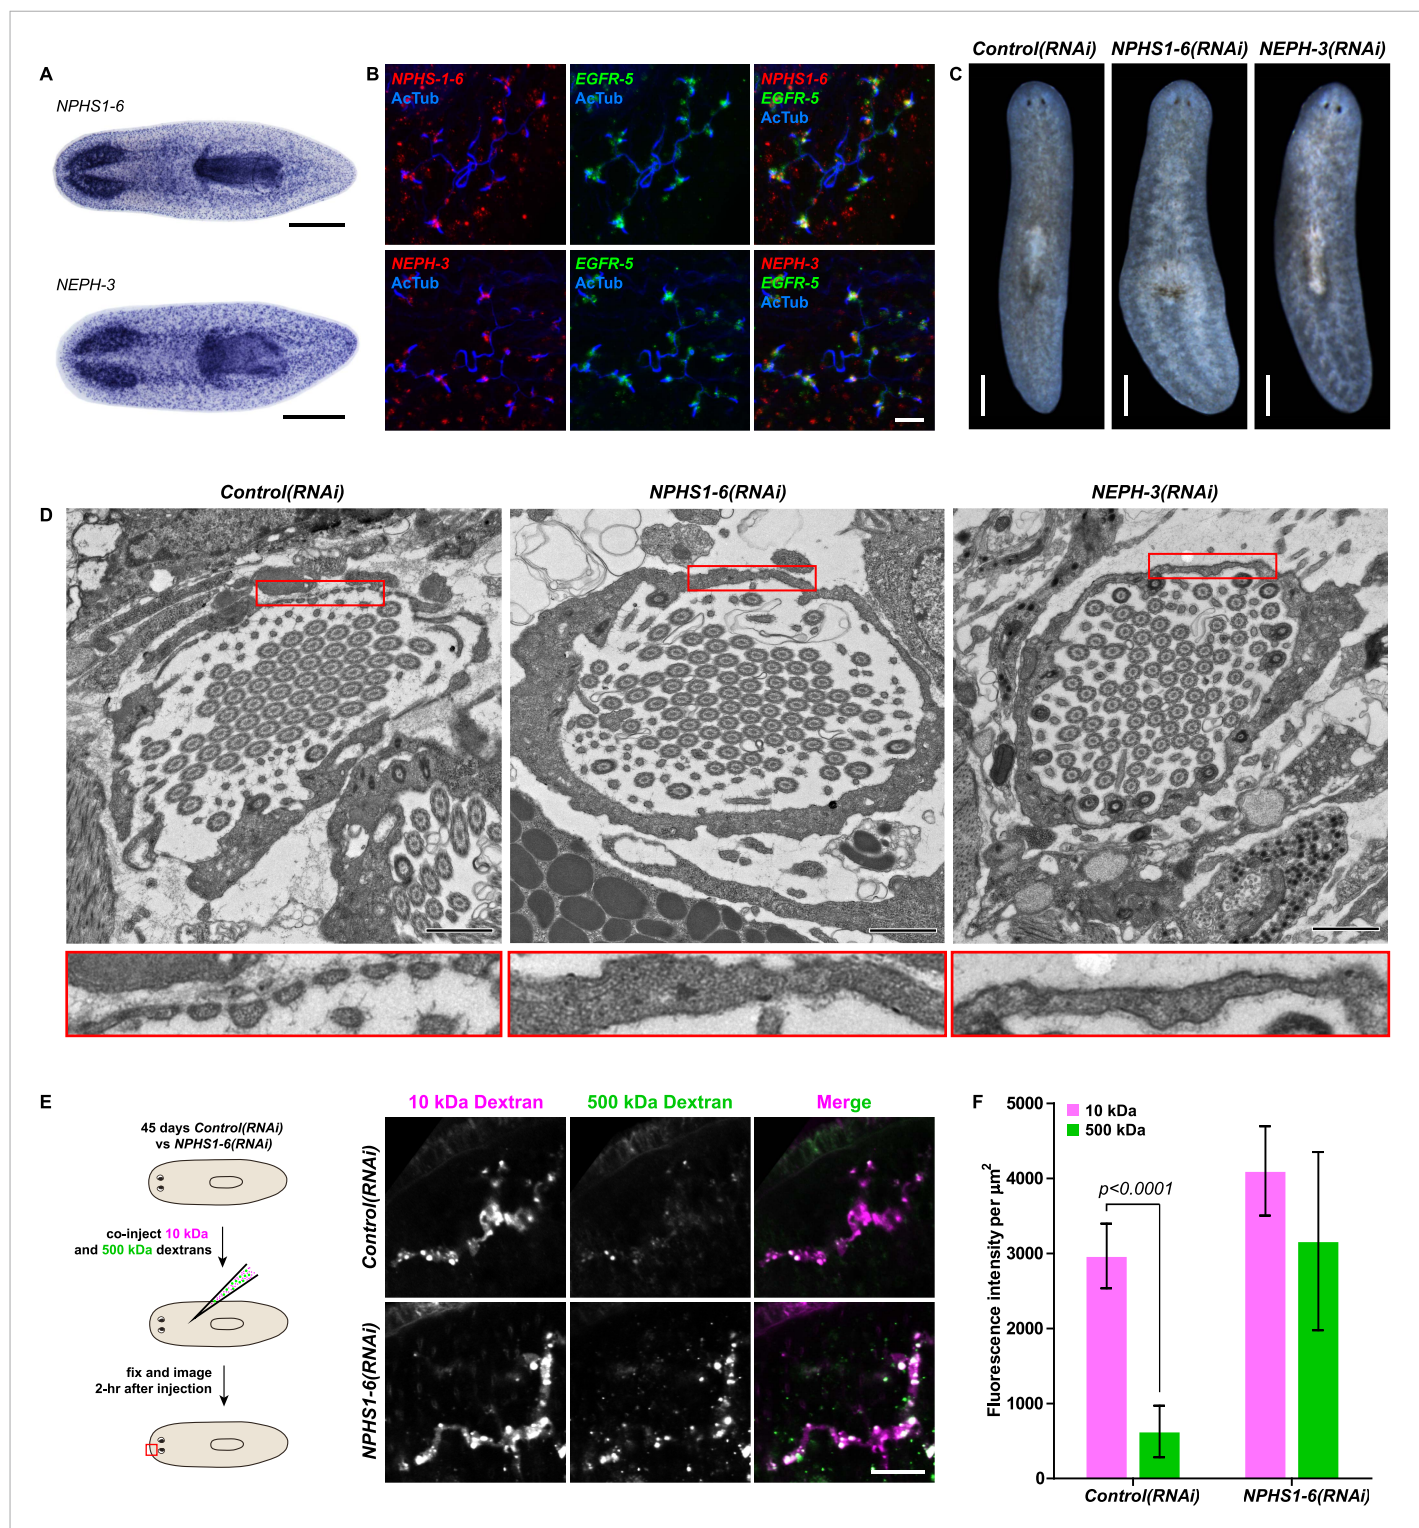 A
NPHS1-6
NEPH-3
B
NPHS-1-6
AcTub
EGFR-5
AcTub
NPHS1-6
EGFR-5
AcTub
NEPH-3
AcTub
EGFR-5
AcTub
NEPH-3
EGFR-5
AcTub
C
Control(RNAi)
NPHS1-6(RNAi)
NEPH-3(RNAi)
D
Control(RNAi)
NPHS1-6(RNAi)
NEPH-3(RNAi)
E
45 days Control(RNAi)
vs NPHS1-6(RNAi)
co-inject 10 kDa
and 500 kDa dextrans
fix and image
2-hr after injection
10 kDa Dextran
500 kDa Dextran
Merge
Control(RNAi)
NPHS1-6(RNAi)
F
10 kDa
500 kDa
p<0.0001
Fluorescence intensity per µm²
5000
4000
3000
2000
1000
0
Control(RNAi)
NPHS1-6(RNAi)